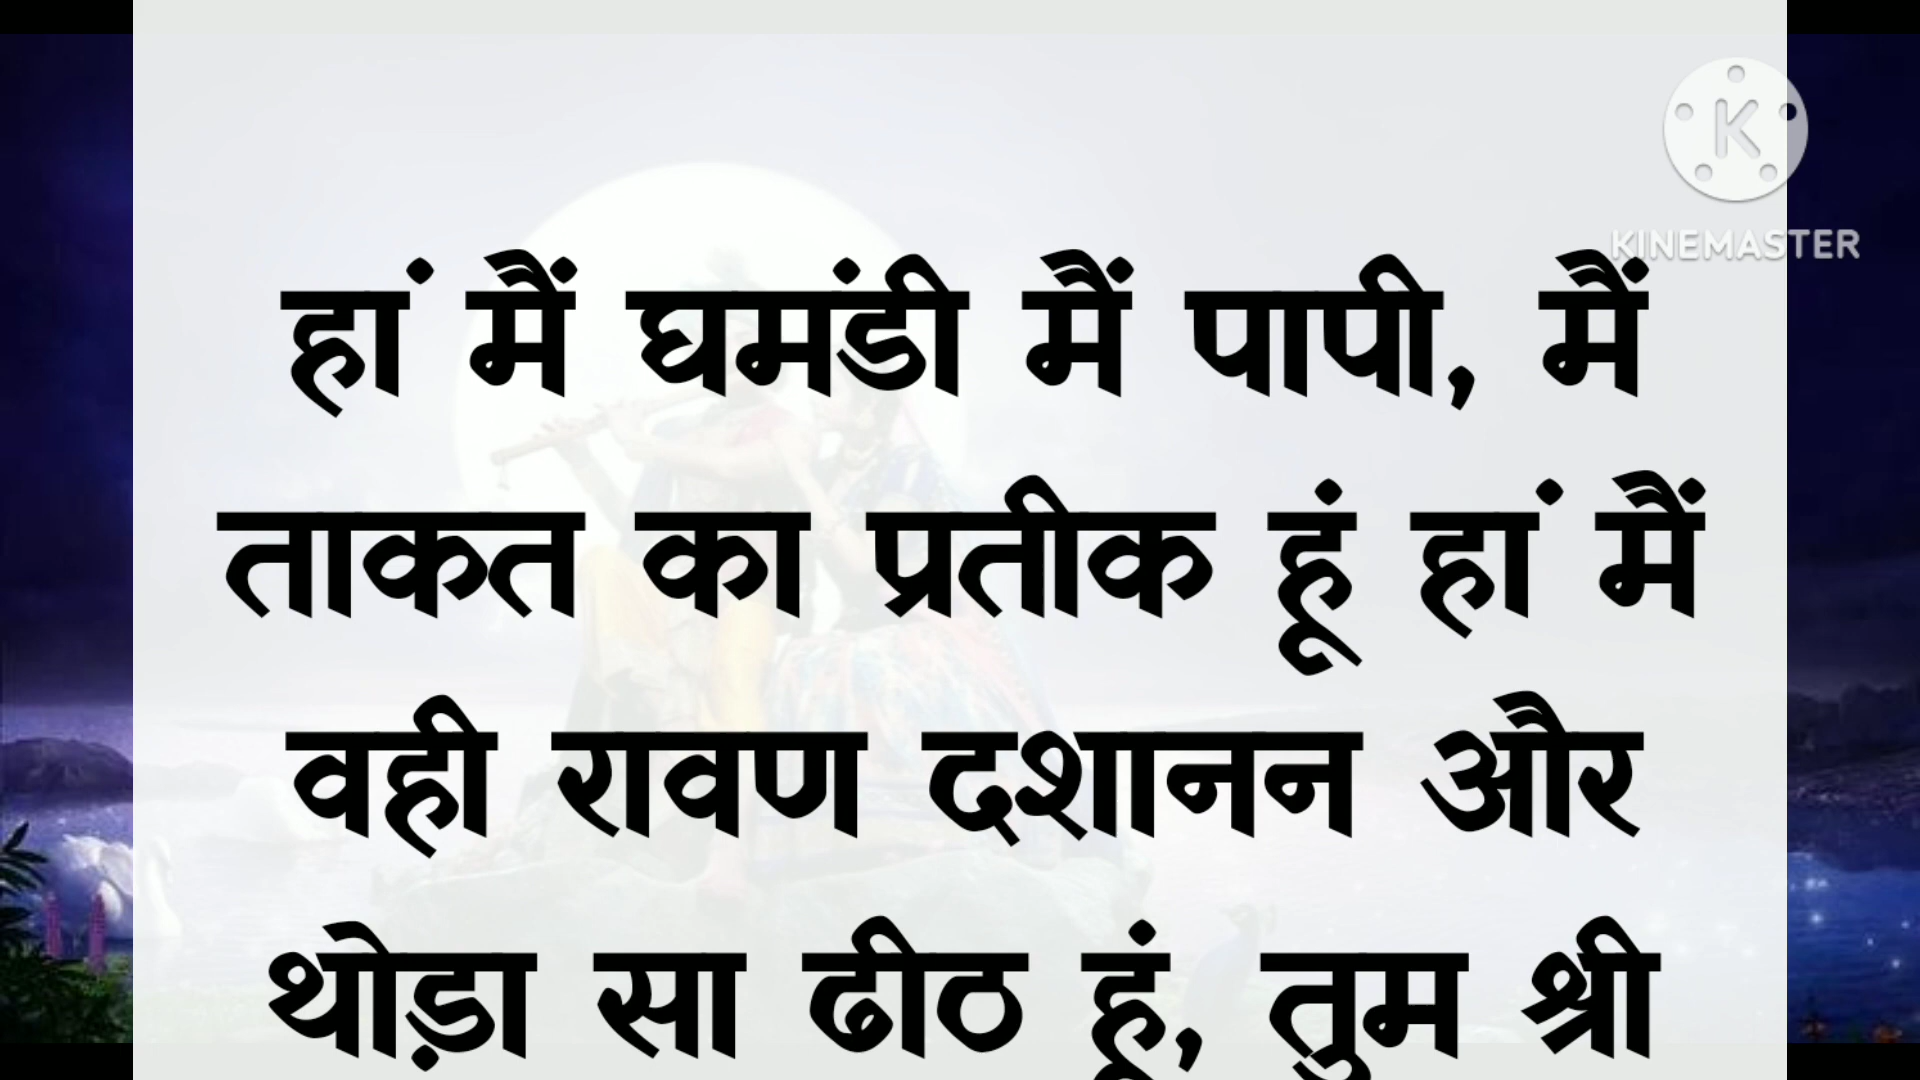 KINEMASTER
हां मैं घमंडी मैं पापी, मैं
ताकत का प्रतीक हूं हां मैं
वही रावण दशानन और
थोड़ा सा ढीठ हूं, तुम श्री